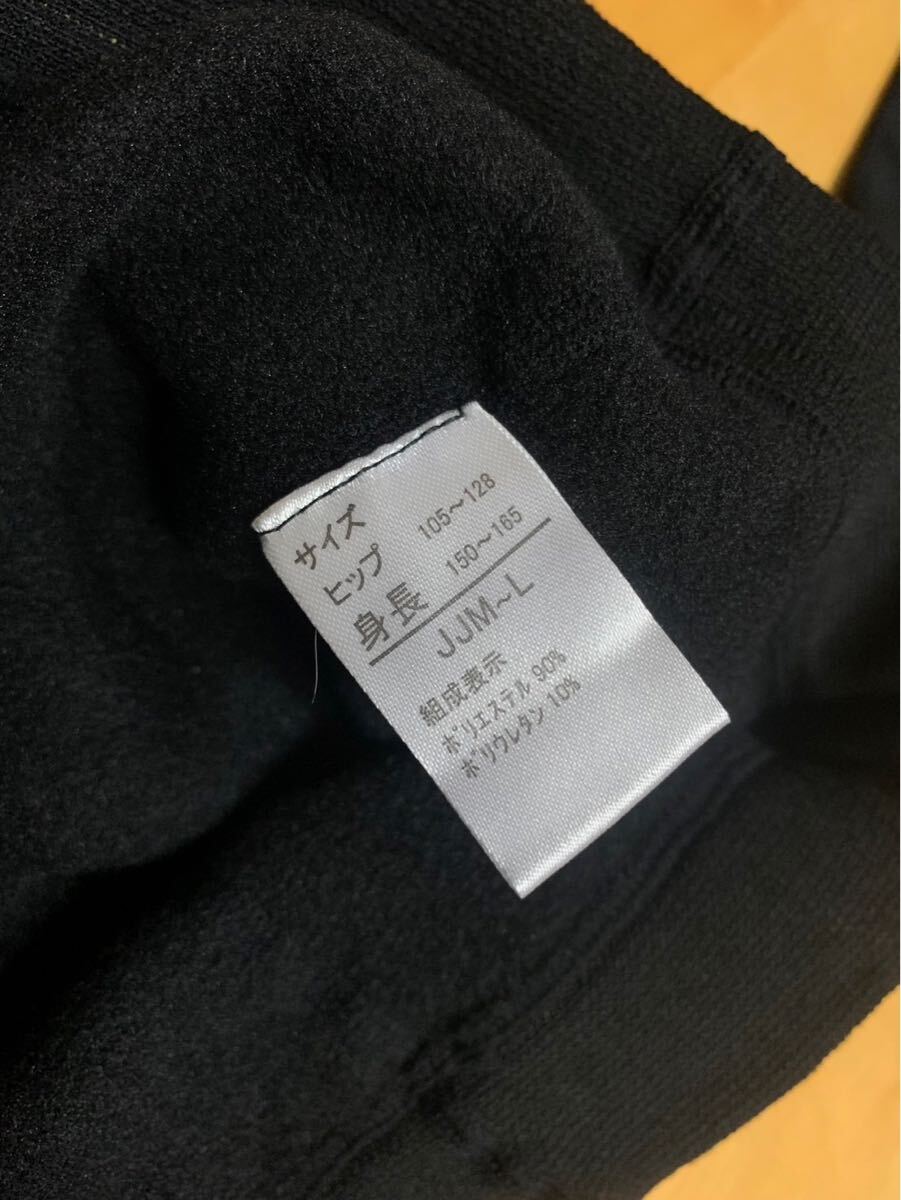 サイズ
ヒップ 105〜128
身長 150〜165
JJM~L
組成表示
ポリエステル 90%
ポリウレタン 10%